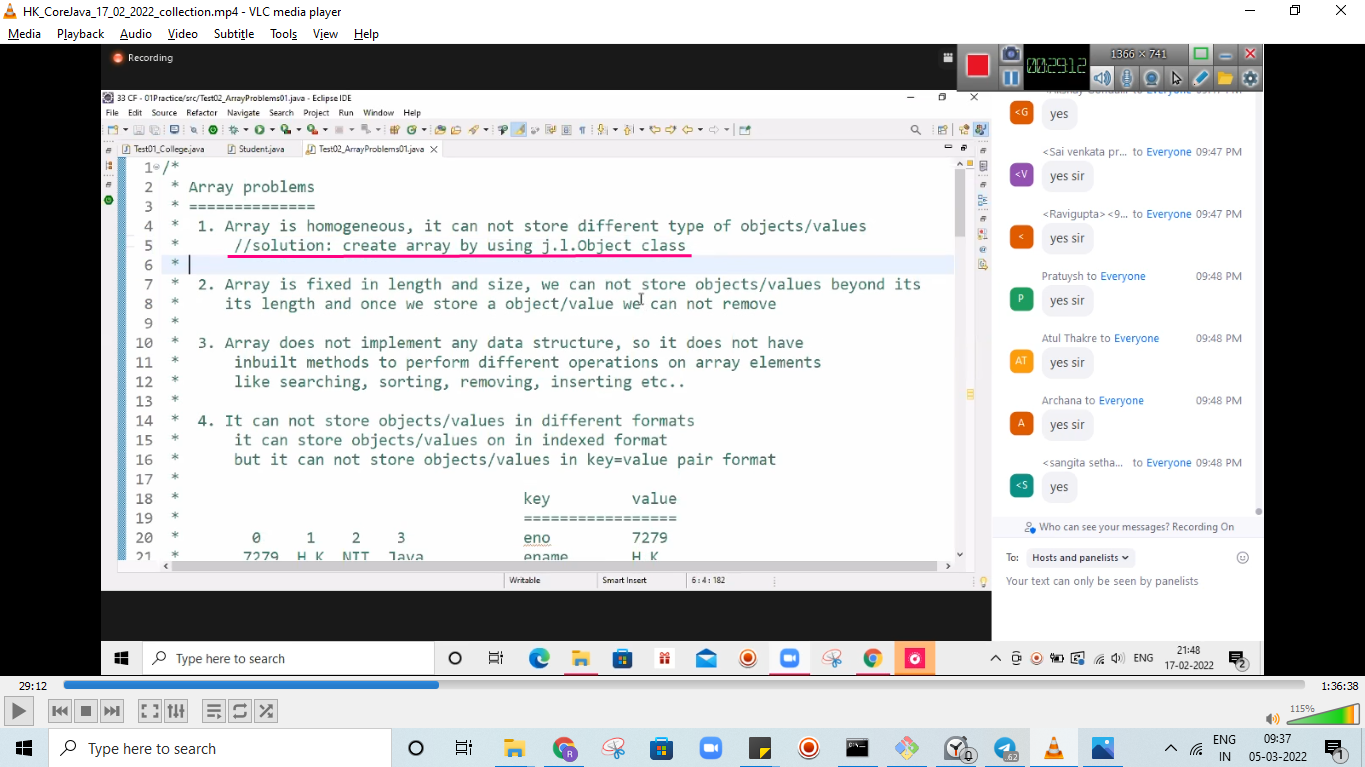 HK_CoreJava_17_02_2022_collection.mp4 - VLC media player
Media Playback Audio Video Subtitle Tools View Help
Recording
1366 × 741
00:29:12
33 CF - 01Practice/src/Test02_ArrayProblems01.java - Eclipse IDE
File Edit Source Refactor Navigate Search Project Run Window Help
Test01_College.java Student.java Test02_ArrayProblems01.java
1 /*
2 * Array problems
3 * ==============
4 * 1. Array is homogeneous, it can not store different type of objects/values
5 * //solution: create array by using j.l.Object class
6 *
7 * 2. Array is fixed in length and size, we can not store objects/values beyond its
8 * its length and once we store a object/value we can not remove
9 *
10 * 3. Array does not implement any data structure, so it does not have
11 * inbuilt methods to perform different operations on array elements
12 * like searching, sorting, removing, inserting etc..
13 *
14 * 4. It can not store objects/values in different formats
15 * it can store objects/values on in indexed format
16 * but it can not store objects/values in key=value pair format
17 *
18 * key value
19 * =================
20 * 0 1 2 3 eno 7279
21 * 7279 H K NIT Java ename H K
Writable Smart Insert 6 : 4 : 182
to Everyone 09:47 PM
<G yes
<Sai venkata pr... to Everyone 09:47 PM
<V yes sir
<Ravigupta> <9... to Everyone 09:47 PM
< yes sir
Pratuysh to Everyone 09:48 PM
P yes sir
Atul Thakre to Everyone 09:48 PM
AT yes sir
Archana to Everyone 09:48 PM
A yes sir
<sangita setha... to Everyone 09:48 PM
<S yes
Who can see your messages? Recording On
To: Hosts and panelists
Your text can only be seen by panelists
Type here to search
ENG
21:48
17-02-2022
2
29:12
1:36:38
115%
Type here to search
R
62
ENG
IN
09:37
05-03-2022
1